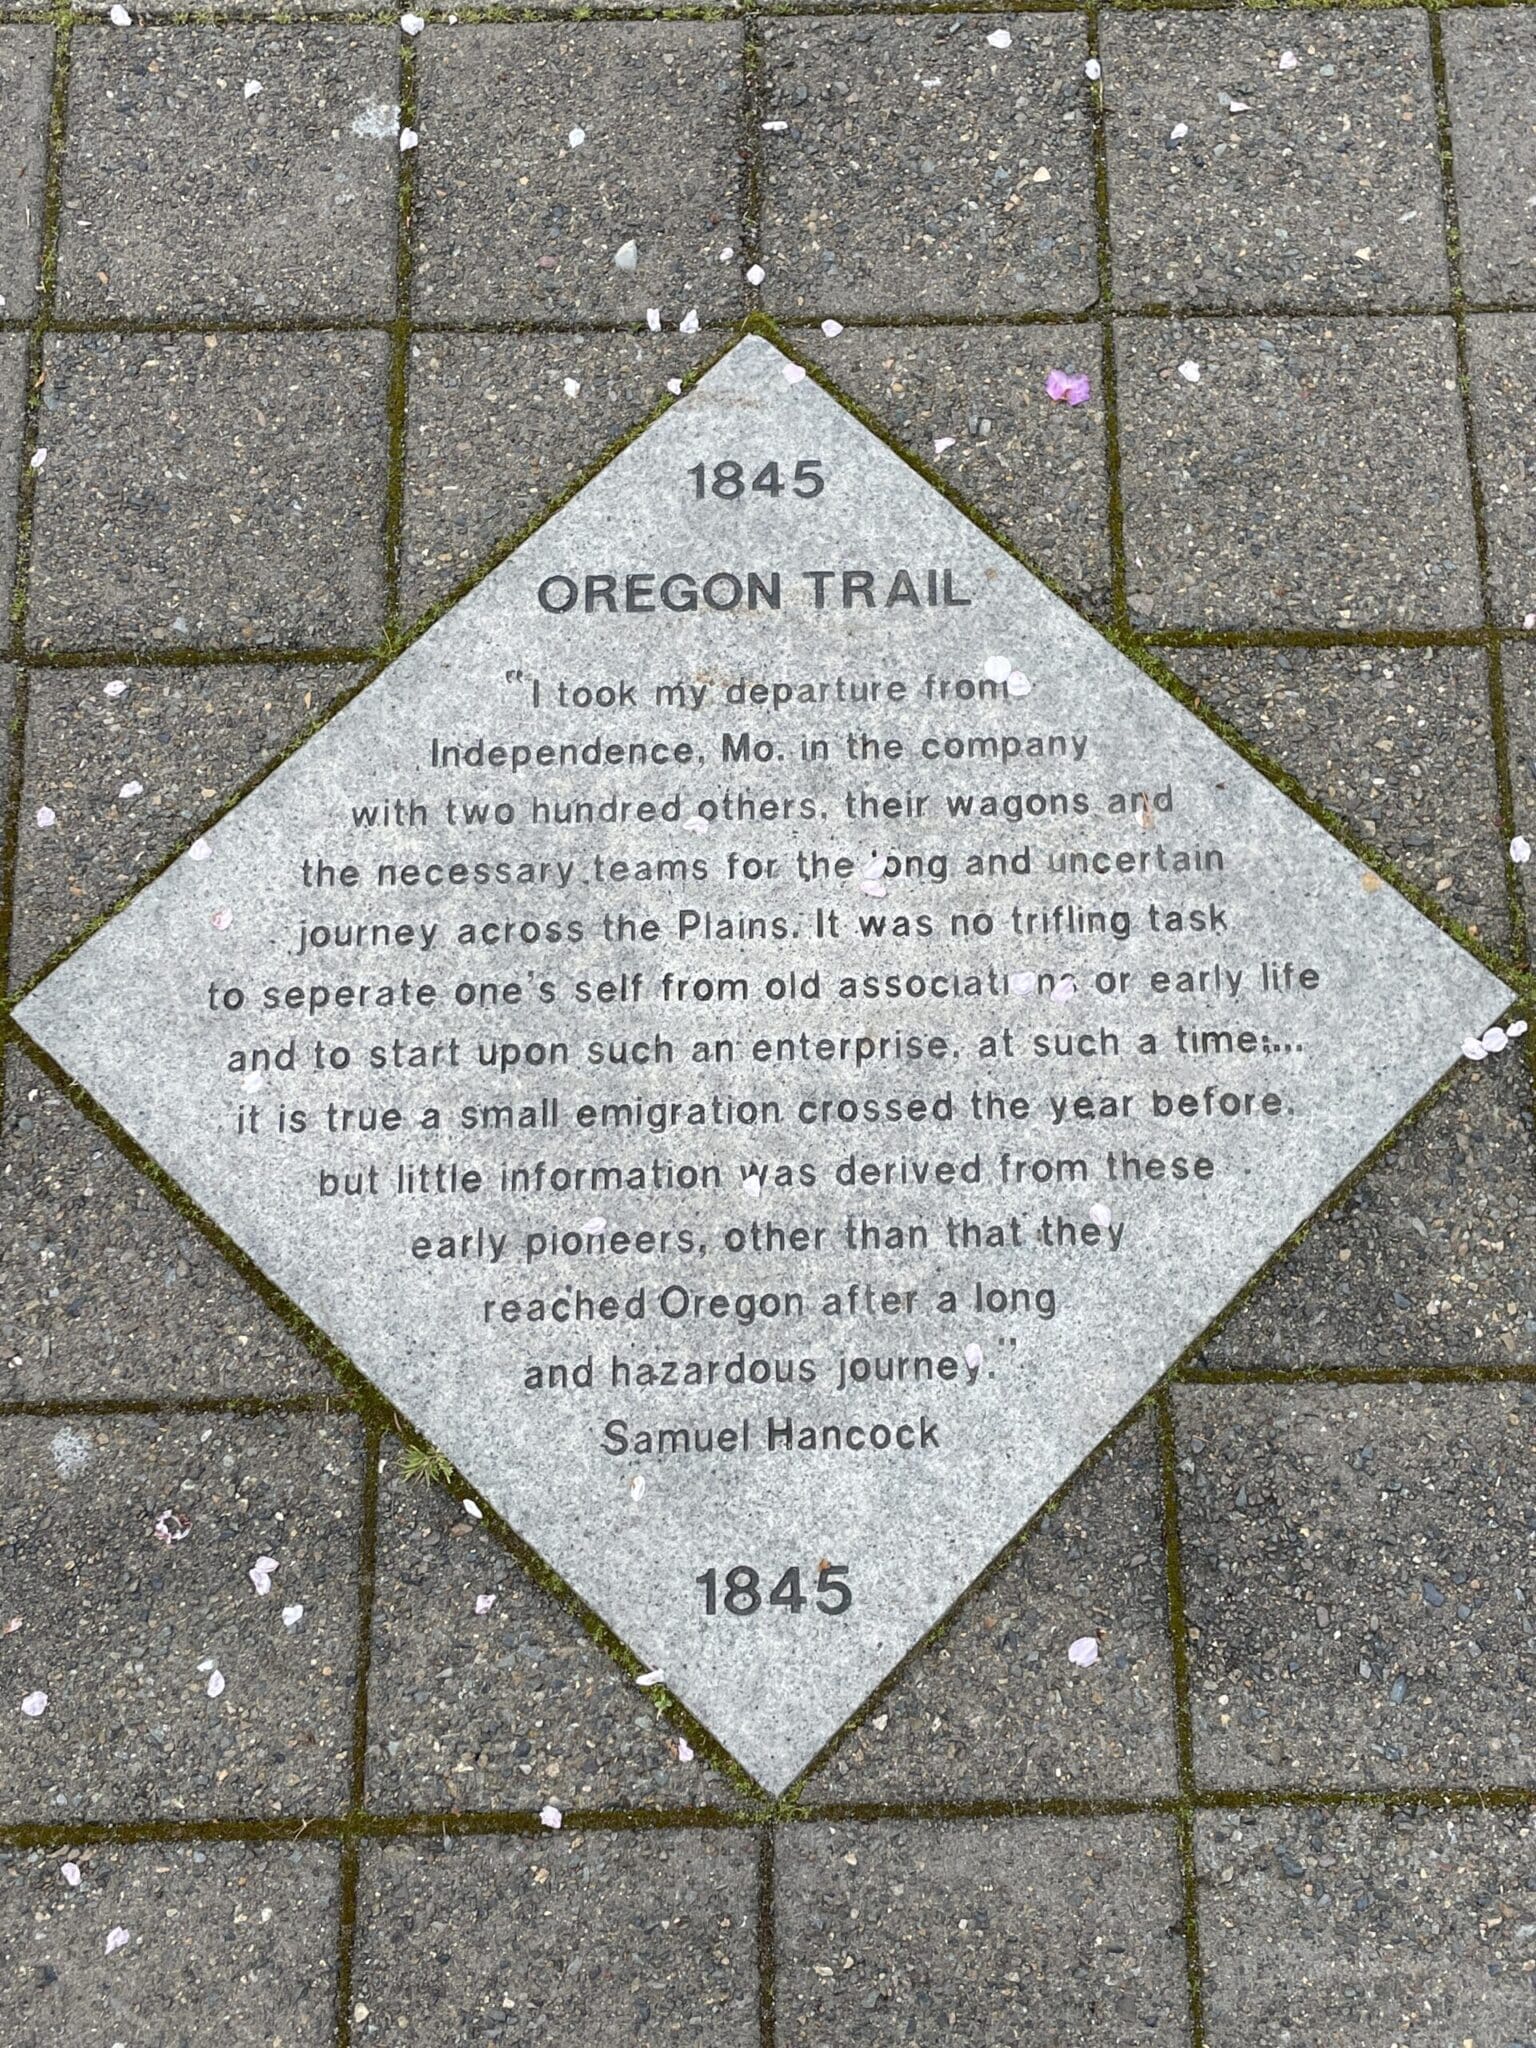 1845
OREGON TRAIL
"I took my departure from
Independence, Mo. in the company
with two hundred others, their wagons and
the necessary teams for the long and uncertain
journey across the Plains. It was no trifling task
to seperate one's self from old associations or early life
and to start upon such an enterprise, at such a time;...
it is true a small emigration crossed the year before,
but little information was derived from these
early pioneers, other than that they
reached Oregon after a long
and hazardous journey."
Samuel Hancock
1845